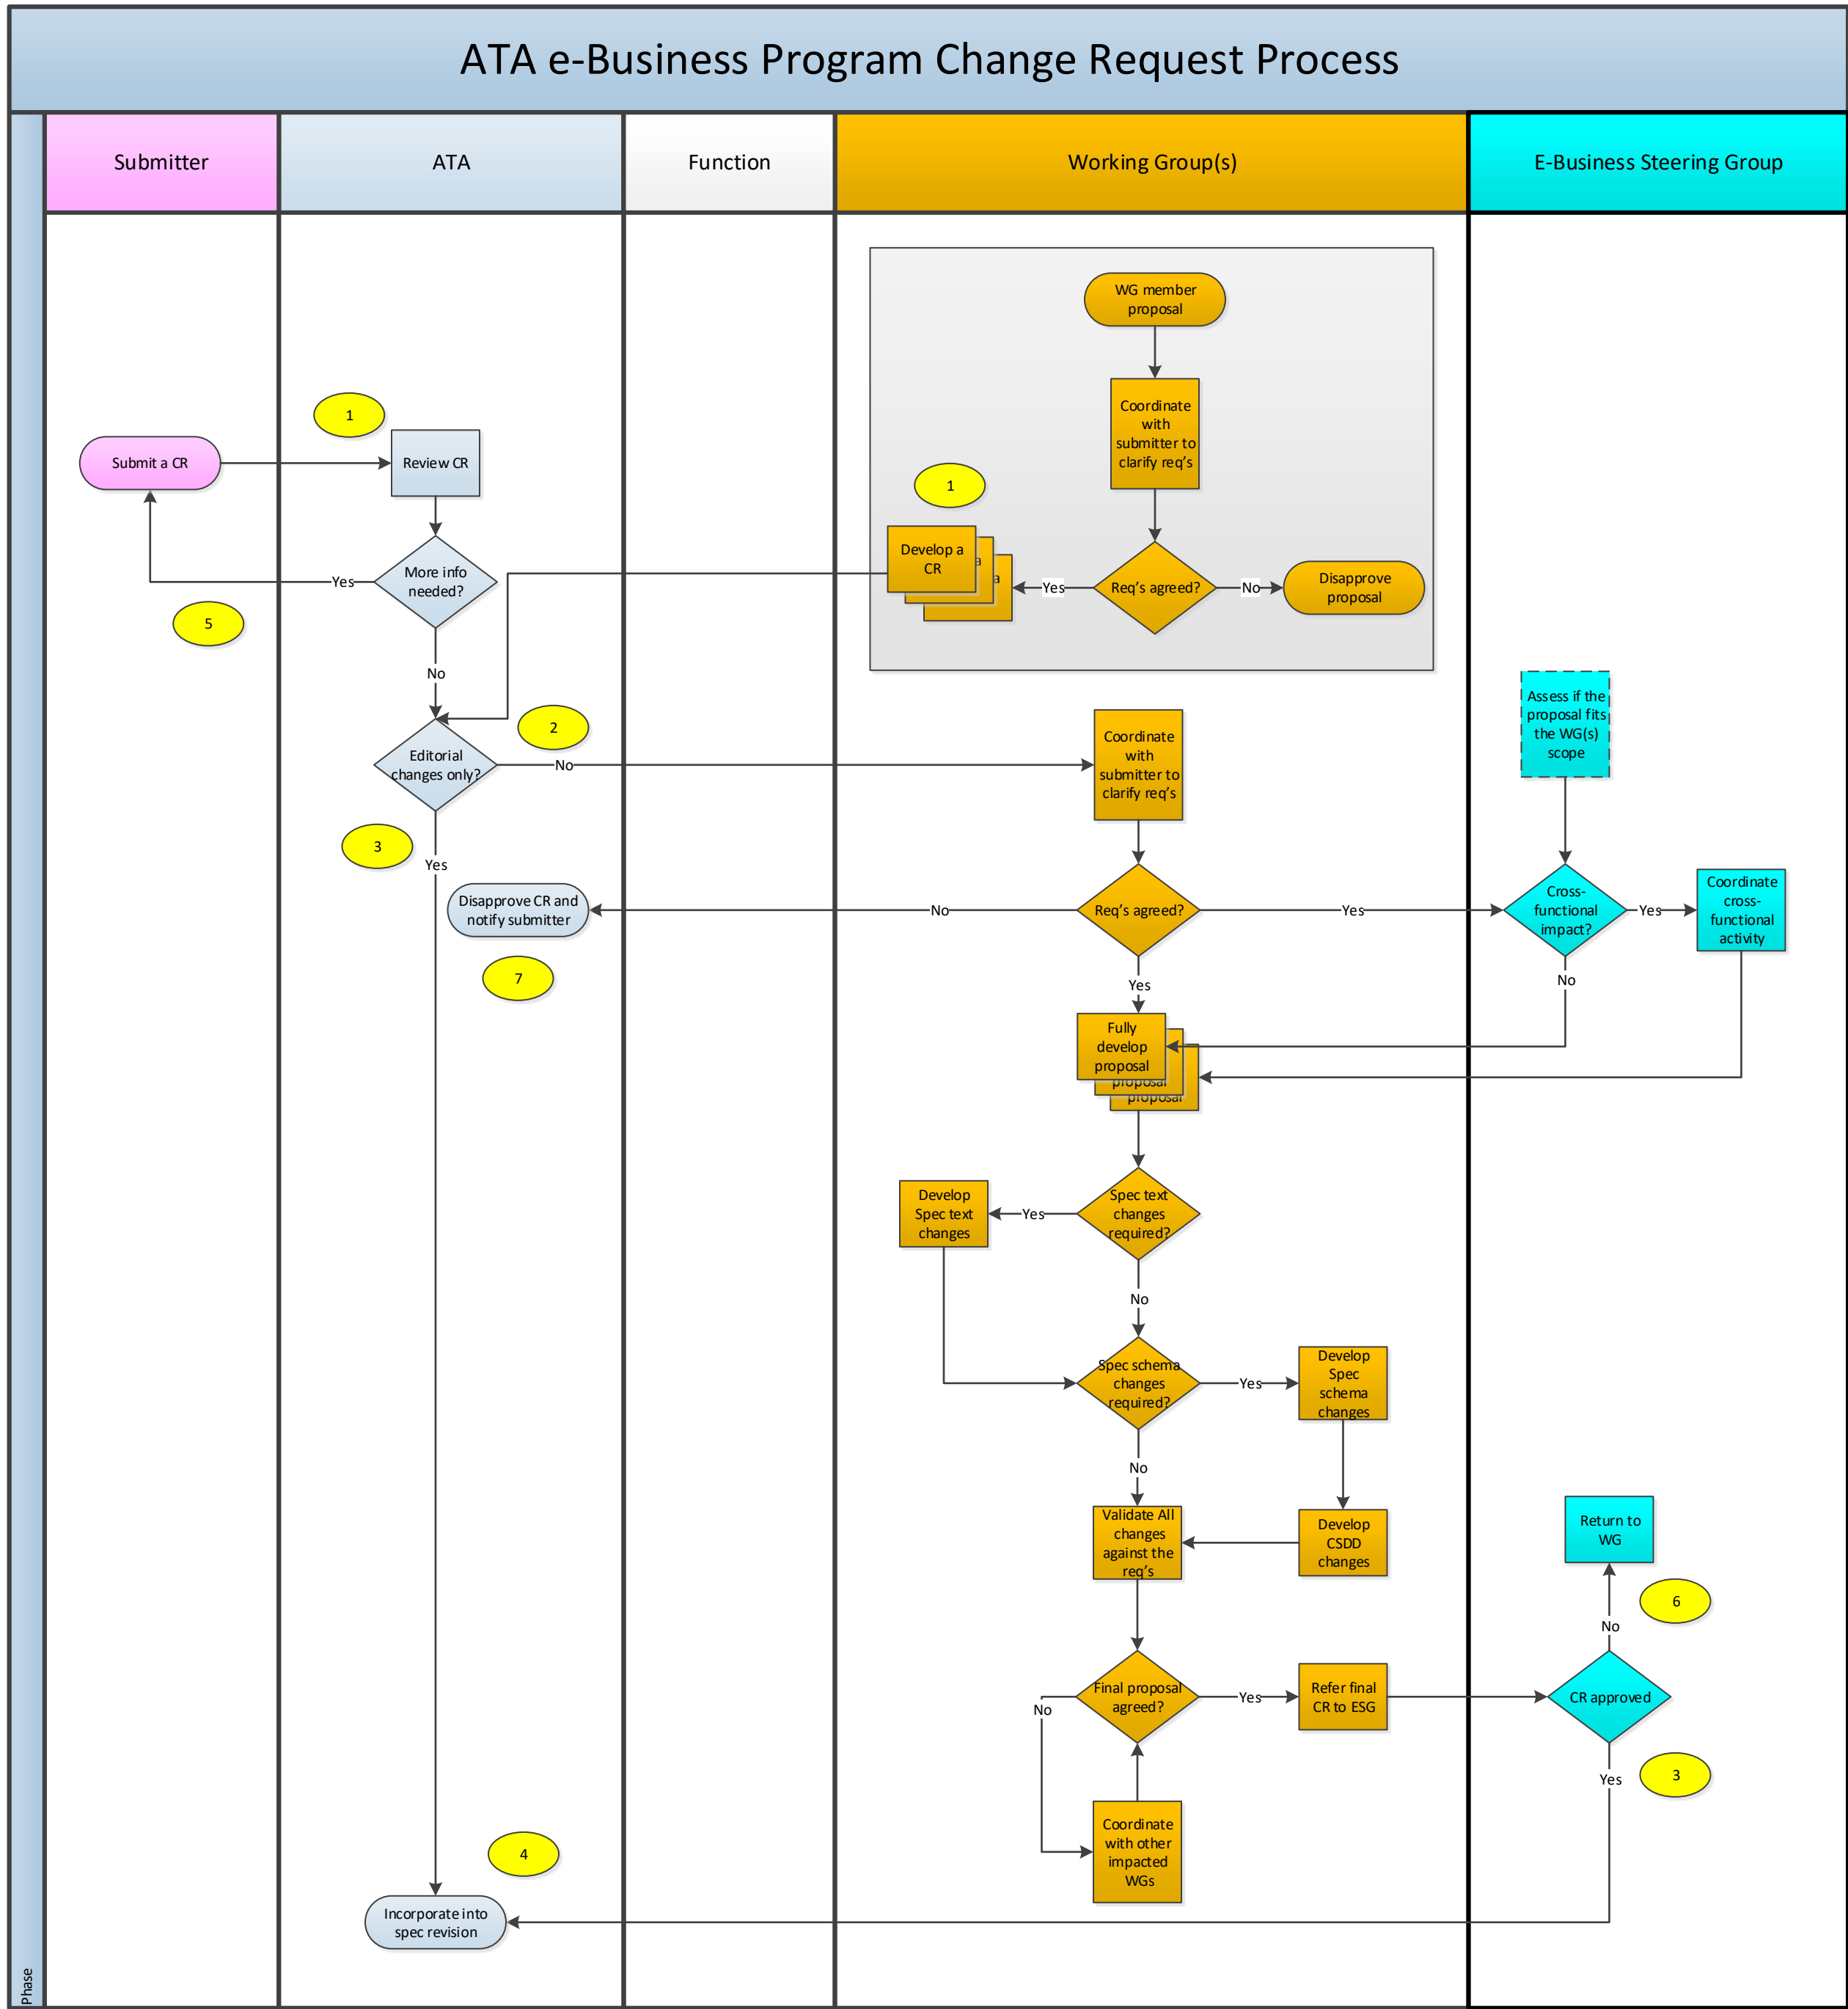 ATA e-Business Program Change Request Process
Submitter
ATA
Function
Working Group(s)
E-Business Steering Group
Phase
WG member
proposal
Coordinate
with
submitter to
clarify req's
1
Submit a CR
Review CR
1
Develop a
CR
a
a
Yes
Req's agreed?
No
Disapprove
proposal
More info
needed?
Yes
5
No
2
Editorial
changes only?
No
Coordinate
with
submitter to
clarify req's
Assess if the
proposal fits
the WG(s)
scope
3
Yes
Disapprove CR and
notify submitter
No
Req's agreed?
Yes
Cross-
functional
impact?
Yes
Coordinate
cross-
functional
activity
7
Yes
No
Fully
develop
proposal
proposal
proposal
Develop
Spec text
changes
Yes
Spec text
changes
required?
No
Spec schema
changes
required?
Yes
Develop
Spec
schema
changes
No
Validate All
changes
against the
req's
Develop
CSDD
changes
Return to
WG
6
No
Final proposal
agreed?
No
Yes
Refer final
CR to ESG
CR approved
Yes
3
Coordinate
with other
impacted
WGs
4
Incorporate into
spec revision